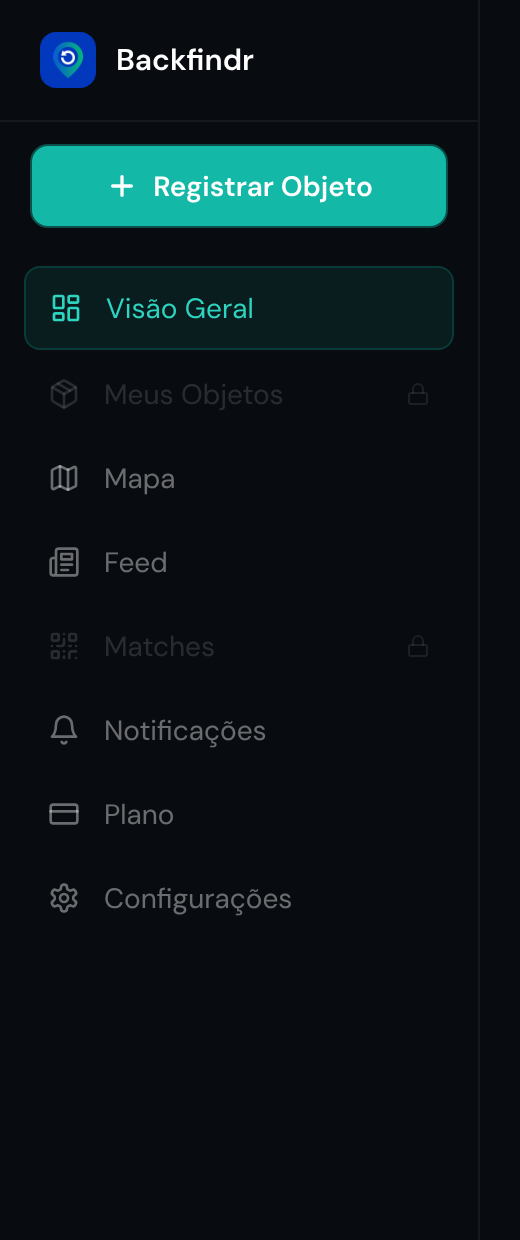 Backfindr
Registrar Objeto
Visão Geral
Meus Objetos
Mapa
Feed
Matches
Notificações
Plano
Configurações